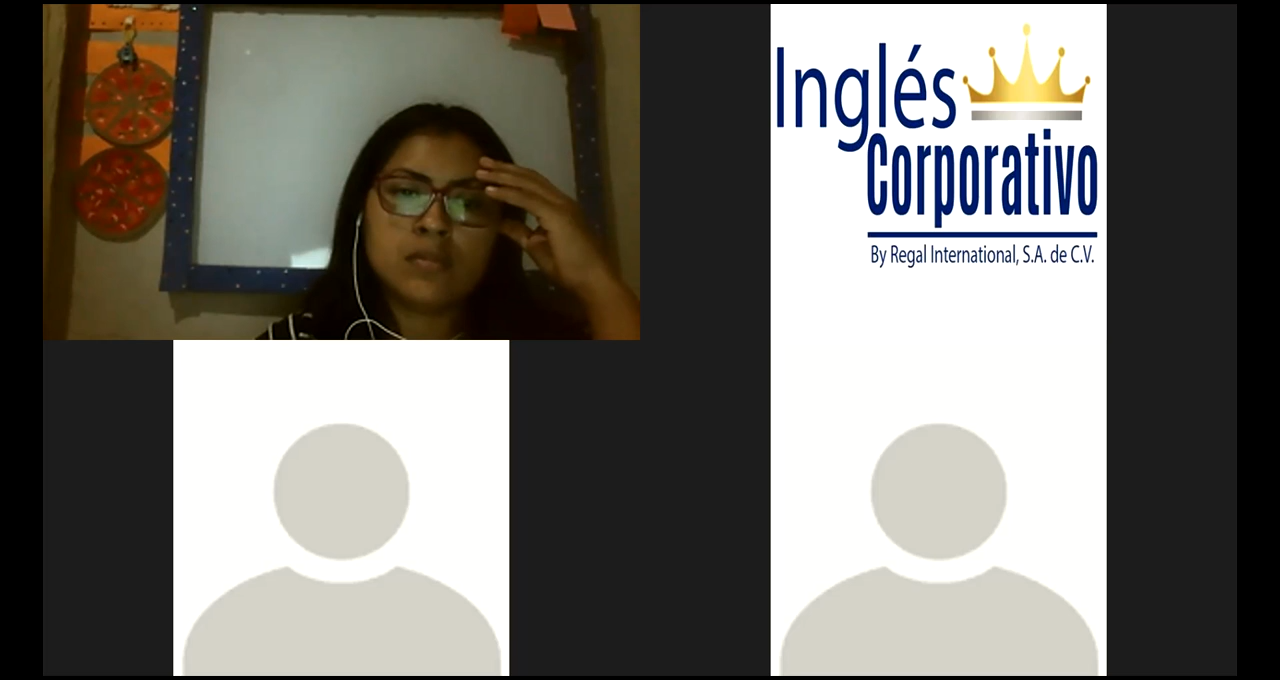 Inglés
Corporativo
By Regal International, S.A. de C.V.